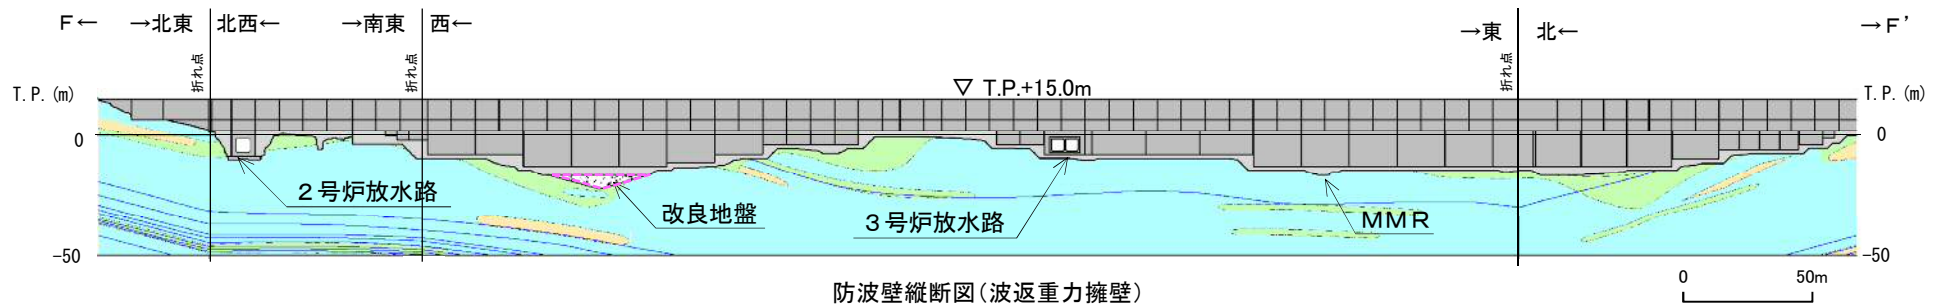 F← →北東 北西← →南東 西← →東 北← →F'
折れ点 折れ点 折れ点
T.P.(m) ▽ T.P.+15.0m T.P.(m)
0 0
2号炉放水路 改良地盤 3号炉放水路 MMR
-50 -50
防波壁縦断図(波返重力擁壁)
0 50m